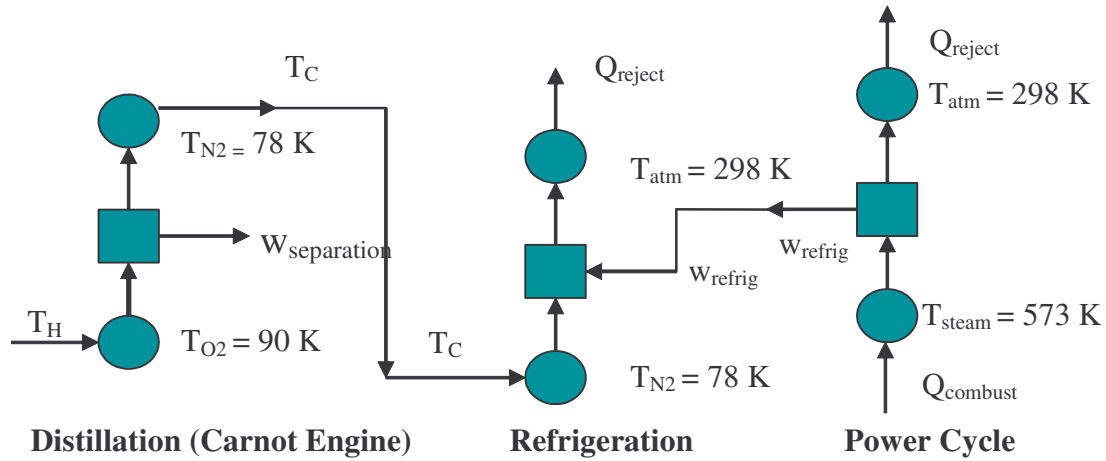 T_C
T_N2 = 78 K
w_separation
T_H
T_O2 = 90 K
T_C
Distillation (Carnot Engine)
Q_reject
T_atm = 298 K
w_refrig
T_N2 = 78 K
Refrigeration
Q_reject
T_atm = 298 K
w_refrig
T_steam = 573 K
Q_combust
Power Cycle